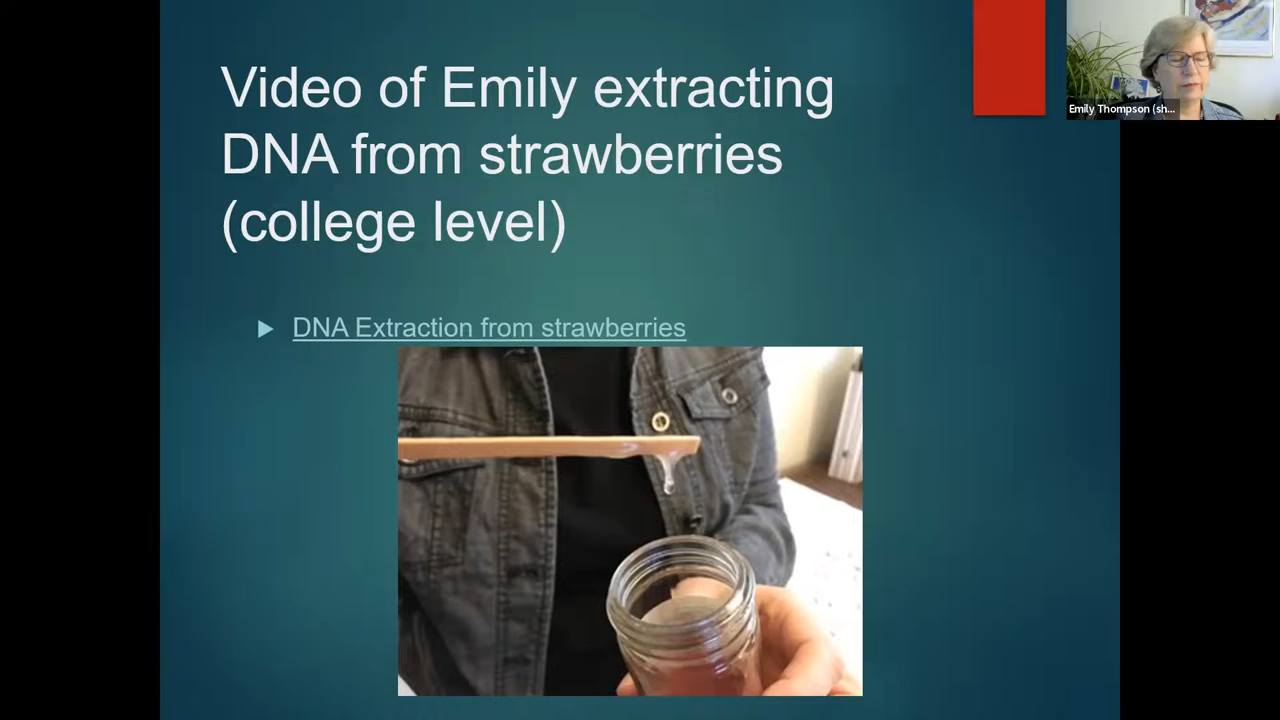 Video of Emily extracting
DNA from strawberries
(college level)
DNA Extraction from strawberries
Emily Thompson (sh...